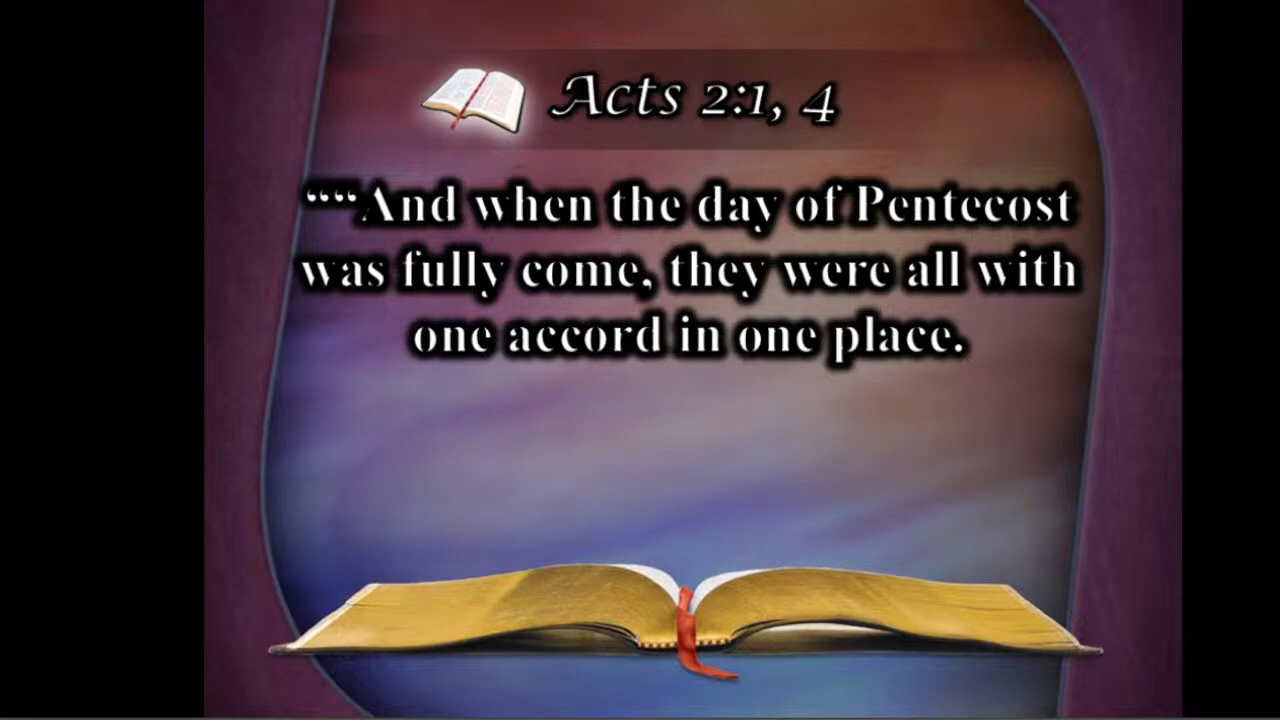 Acts 2:1, 4
““And when the day of Pentecost
was fully come, they were all with
one accord in one place.